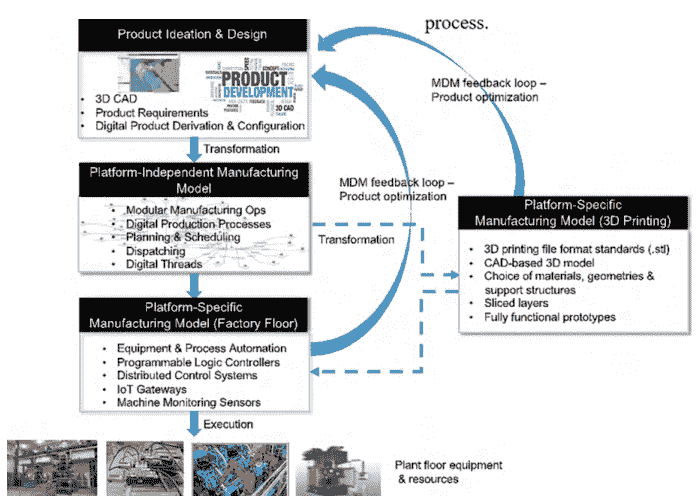 process.
Product Ideation & Design
PRODUCT
DEVELOPMENT
• 3D CAD
• Product Requirements
• Digital Product Derivation & Configuration
MDM feedback loop –
Product optimization
Transformation
Platform-Independent Manufacturing
Model
• Modular Manufacturing Ops
• Digital Production Processes
• Planning & Scheduling
• Dispatching
• Digital Threads
MDM feedback loop –
Product optimization
Transformation
Platform-Specific
Manufacturing Model (3D Printing)
• 3D printing file format standards (.stl)
• CAD-based 3D model
• Choice of materials, geometries &
support structures
• Sliced layers
• Fully functional prototypes
Platform-Specific
Manufacturing Model (Factory Floor)
• Equipment & Process Automation
• Programmable Logic Controllers
• Distributed Control Systems
• IoT Gateways
• Machine Monitoring Sensors
Execution
Plant floor equipment
& resources